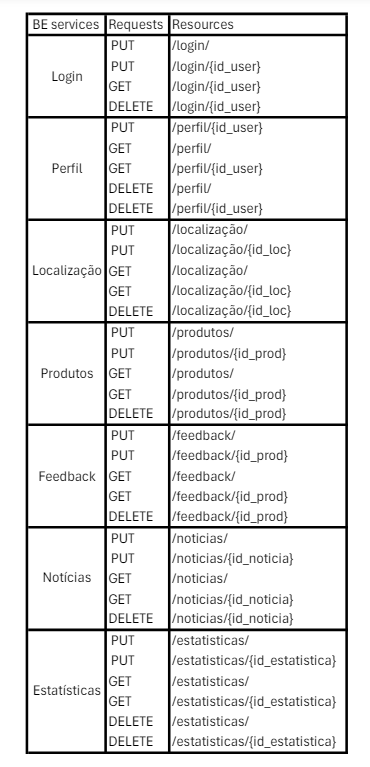 BE services Requests Resources
Login
PUT /login/
PUT /login/{id_user}
GET /login/{id_user}
DELETE /login/{id_user}
Perfil
PUT /perfil/{id_user}
GET /perfil/
GET /perfil/{id_user}
DELETE /perfil/
DELETE /perfil/{id_user}
Localização
PUT /localização/
PUT /localização/{id_loc}
GET /localização/
GET /localização/{id_loc}
DELETE /localização/{id_loc}
Produtos
PUT /produtos/
PUT /produtos/{id_prod}
GET /produtos/
GET /produtos/{id_prod}
DELETE /produtos/{id_prod}
Feedback
PUT /feedback/
PUT /feedback/{id_prod}
GET /feedback/
GET /feedback/{id_prod}
DELETE /feedback/{id_prod}
Notícias
PUT /noticias/
PUT /noticias/{id_noticia}
GET /noticias/
GET /noticias/{id_noticia}
DELETE /noticias/{id_noticia}
Estatísticas
PUT /estatisticas/
PUT /estatisticas/{id_estatistica}
GET /estatisticas/
GET /estatisticas/{id_estatistica}
DELETE /estatisticas/
DELETE /estatisticas/{id_estatistica}